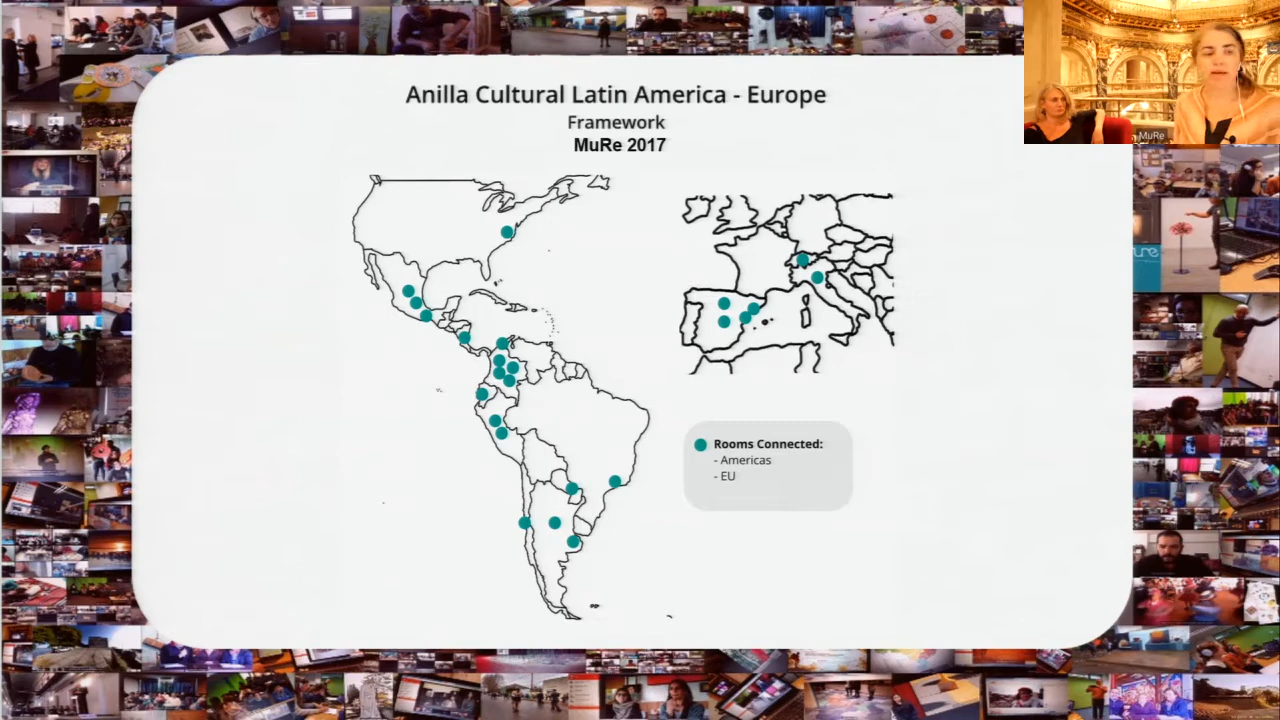 Anilla Cultural Latin America - Europe
Framework
MuRe 2017
MuRe
Rooms Connected:
- Americas
- EU